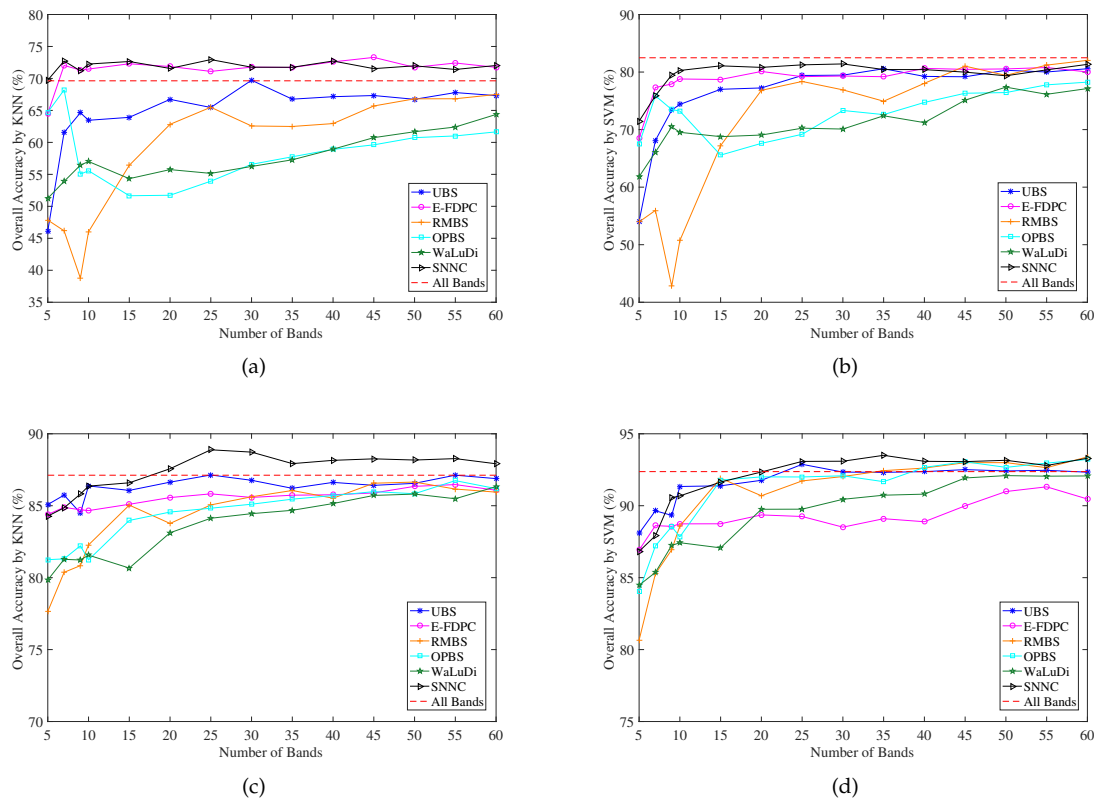 Overall Accuracy by KNN (%)
80
75
70
65
60
55
50
45
40
35
5 10 15 20 25 30 35 40 45 50 55 60
Number of Bands
UBS
E-FDPC
RMBS
OPBS
WaLuDi
SNNC
All Bands
(a)
Overall Accuracy by SVM (%)
90
80
70
60
50
40
5 10 15 20 25 30 35 40 45 50 55 60
Number of Bands
UBS
E-FDPC
RMBS
OPBS
WaLuDi
SNNC
All Bands
(b)
Overall Accuracy by KNN (%)
90
85
80
75
70
5 10 15 20 25 30 35 40 45 50 55 60
Number of Bands
UBS
E-FDPC
RMBS
OPBS
WaLuDi
SNNC
All Bands
(c)
Overall Accuracy by SVM (%)
95
90
85
80
75
5 10 15 20 25 30 35 40 45 50 55 60
Number of Bands
UBS
E-FDPC
RMBS
OPBS
WaLuDi
SNNC
All Bands
(d)